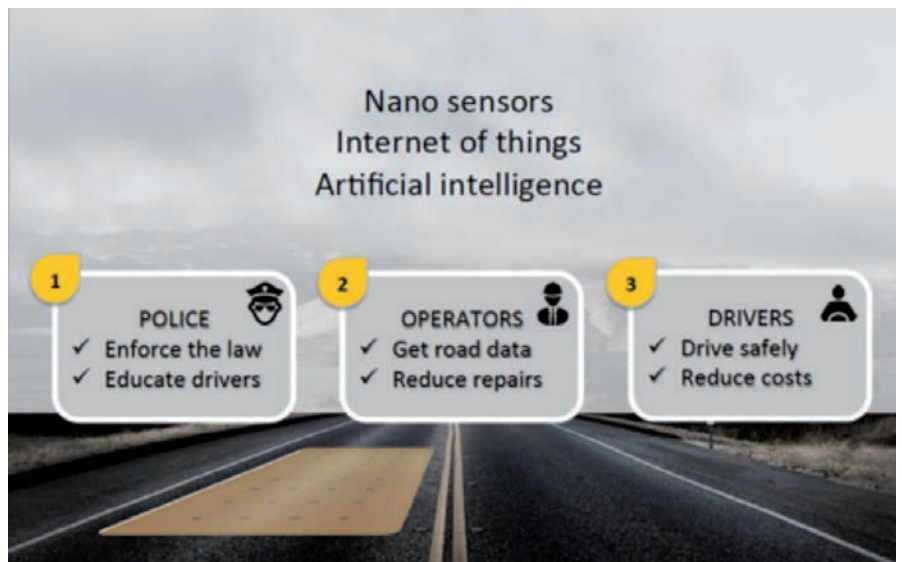 Nano sensors
Internet of things
Artificial intelligence
1
POLICE
✓ Enforce the law
✓ Educate drivers
2
OPERATORS
✓ Get road data
✓ Reduce repairs
3
DRIVERS
✓ Drive safely
✓ Reduce costs